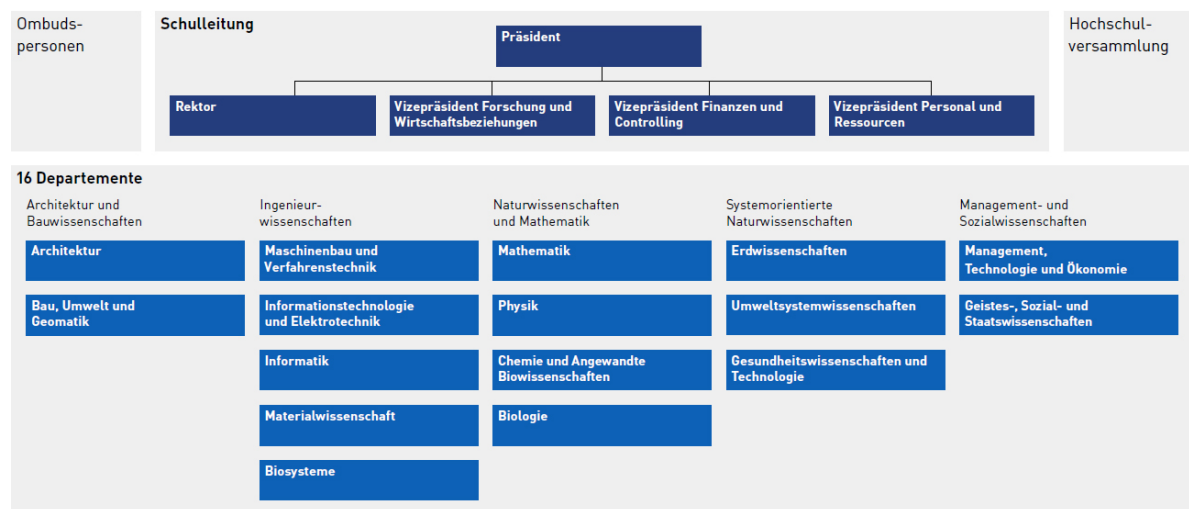 Ombuds-
personen
Schulleitung
Präsident
Hochschul-
versammlung
Rektor
Vizepräsident Forschung und
Wirtschaftsbeziehungen
Vizepräsident Finanzen und
Controlling
Vizepräsident Personal und
Ressourcen
16 Departemente
Architektur und
Bauwissenschaften
Architektur
Bau, Umwelt und
Geomatik
Ingenieur-
wissenschaften
Maschinenbau und
Verfahrenstechnik
Informationstechnologie
und Elektrotechnik
Informatik
Materialwissenschaft
Biosysteme
Naturwissenschaften
und Mathematik
Mathematik
Physik
Chemie und Angewandte
Biowissenschaften
Biologie
Systemorientierte
Naturwissenschaften
Erdwissenschaften
Umweltsystemwissenschaften
Gesundheitswissenschaften und
Technologie
Management- und
Sozialwissenschaften
Management,
Technologie und Ökonomie
Geistes-, Sozial- und
Staatswissenschaften